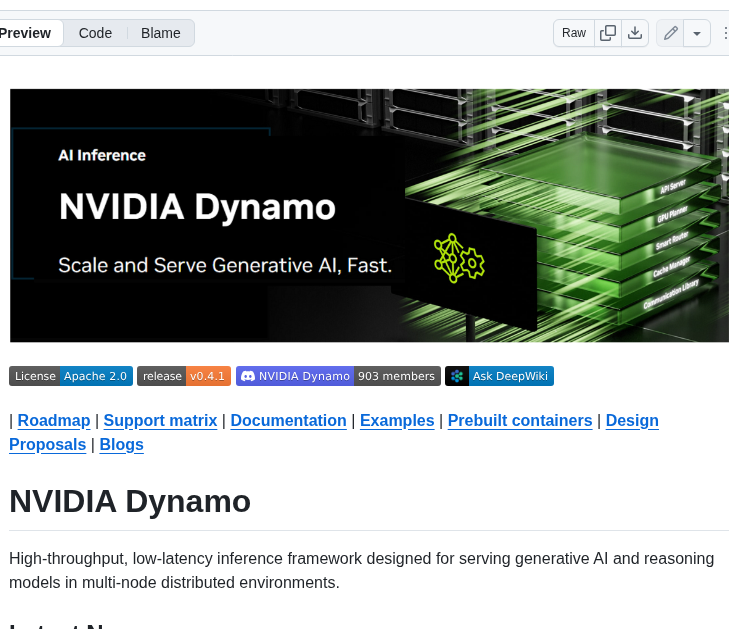 Preview Code Blame Raw
AI Inference
NVIDIA Dynamo
Scale and Serve Generative AI, Fast.
API Server
GPU Planner
Smart Router
Cache Manager
Communication Library
License Apache 2.0 release v0.4.1 NVIDIA Dynamo 903 members Ask DeepWiki
| Roadmap | Support matrix | Documentation | Examples | Prebuilt containers | Design
Proposals | Blogs
NVIDIA Dynamo
High-throughput, low-latency inference framework designed for serving generative AI and reasoning
models in multi-node distributed environments.